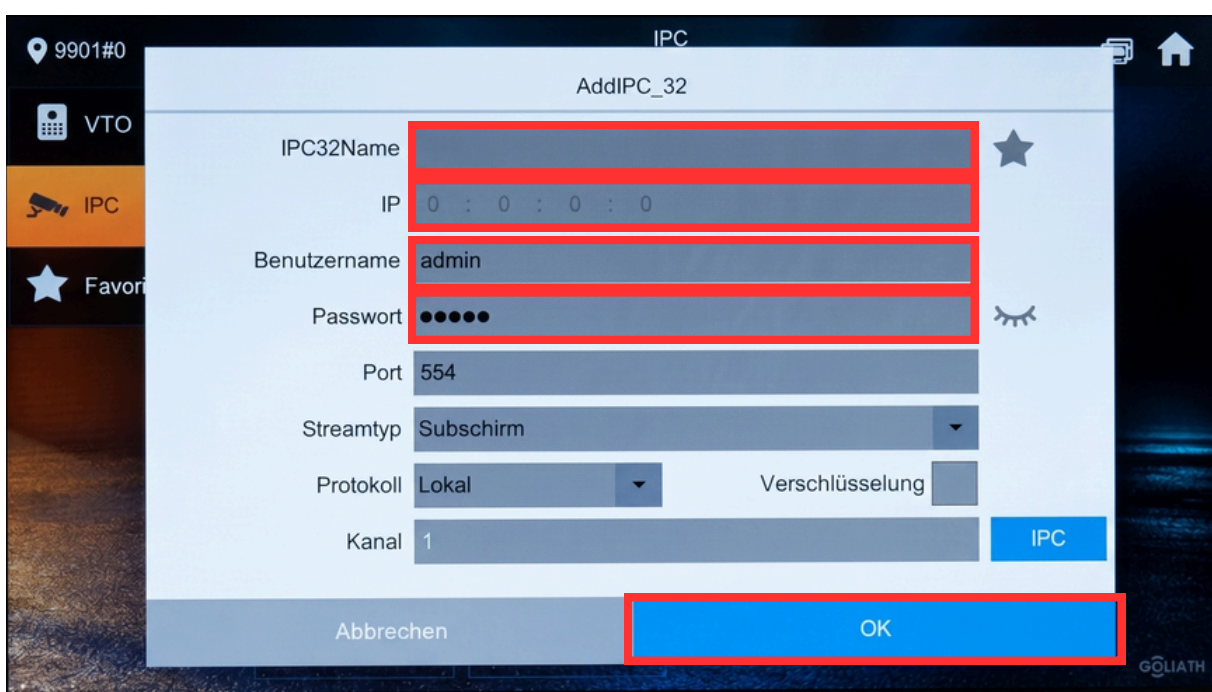 9901#0
IPC
AddIPC_32
VTO
IPC
Favori
IPC32Name
IP 0 : 0 : 0 : 0
Benutzername admin
Passwort ●●●●●
Port 554
Streamtyp Subschirm
Protokoll Lokal Verschlüsselung
Kanal 1 IPC
Abbrechen OK
GOLIATH